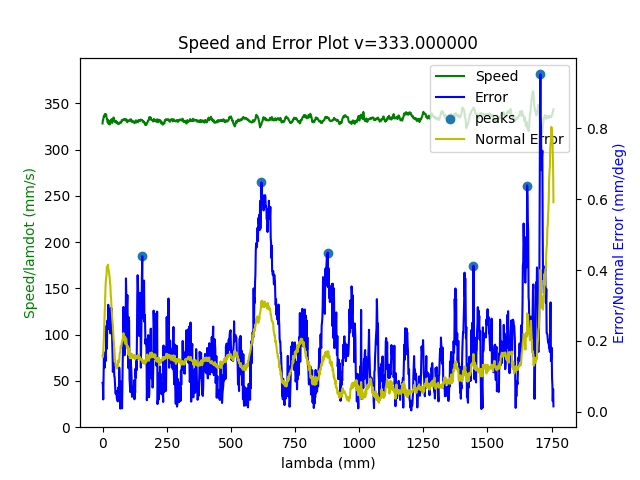 Speed and Error Plot v=333.000000
Speed
Error
peaks
Normal Error
350
300
250
200
150
100
50
0
0.8
0.6
0.4
0.2
0.0
0
250
500
750
1000
1250
1500
1750
lambda (mm)
Speed/lamdot (mm/s)
Error/Normal Error (mm/deg)